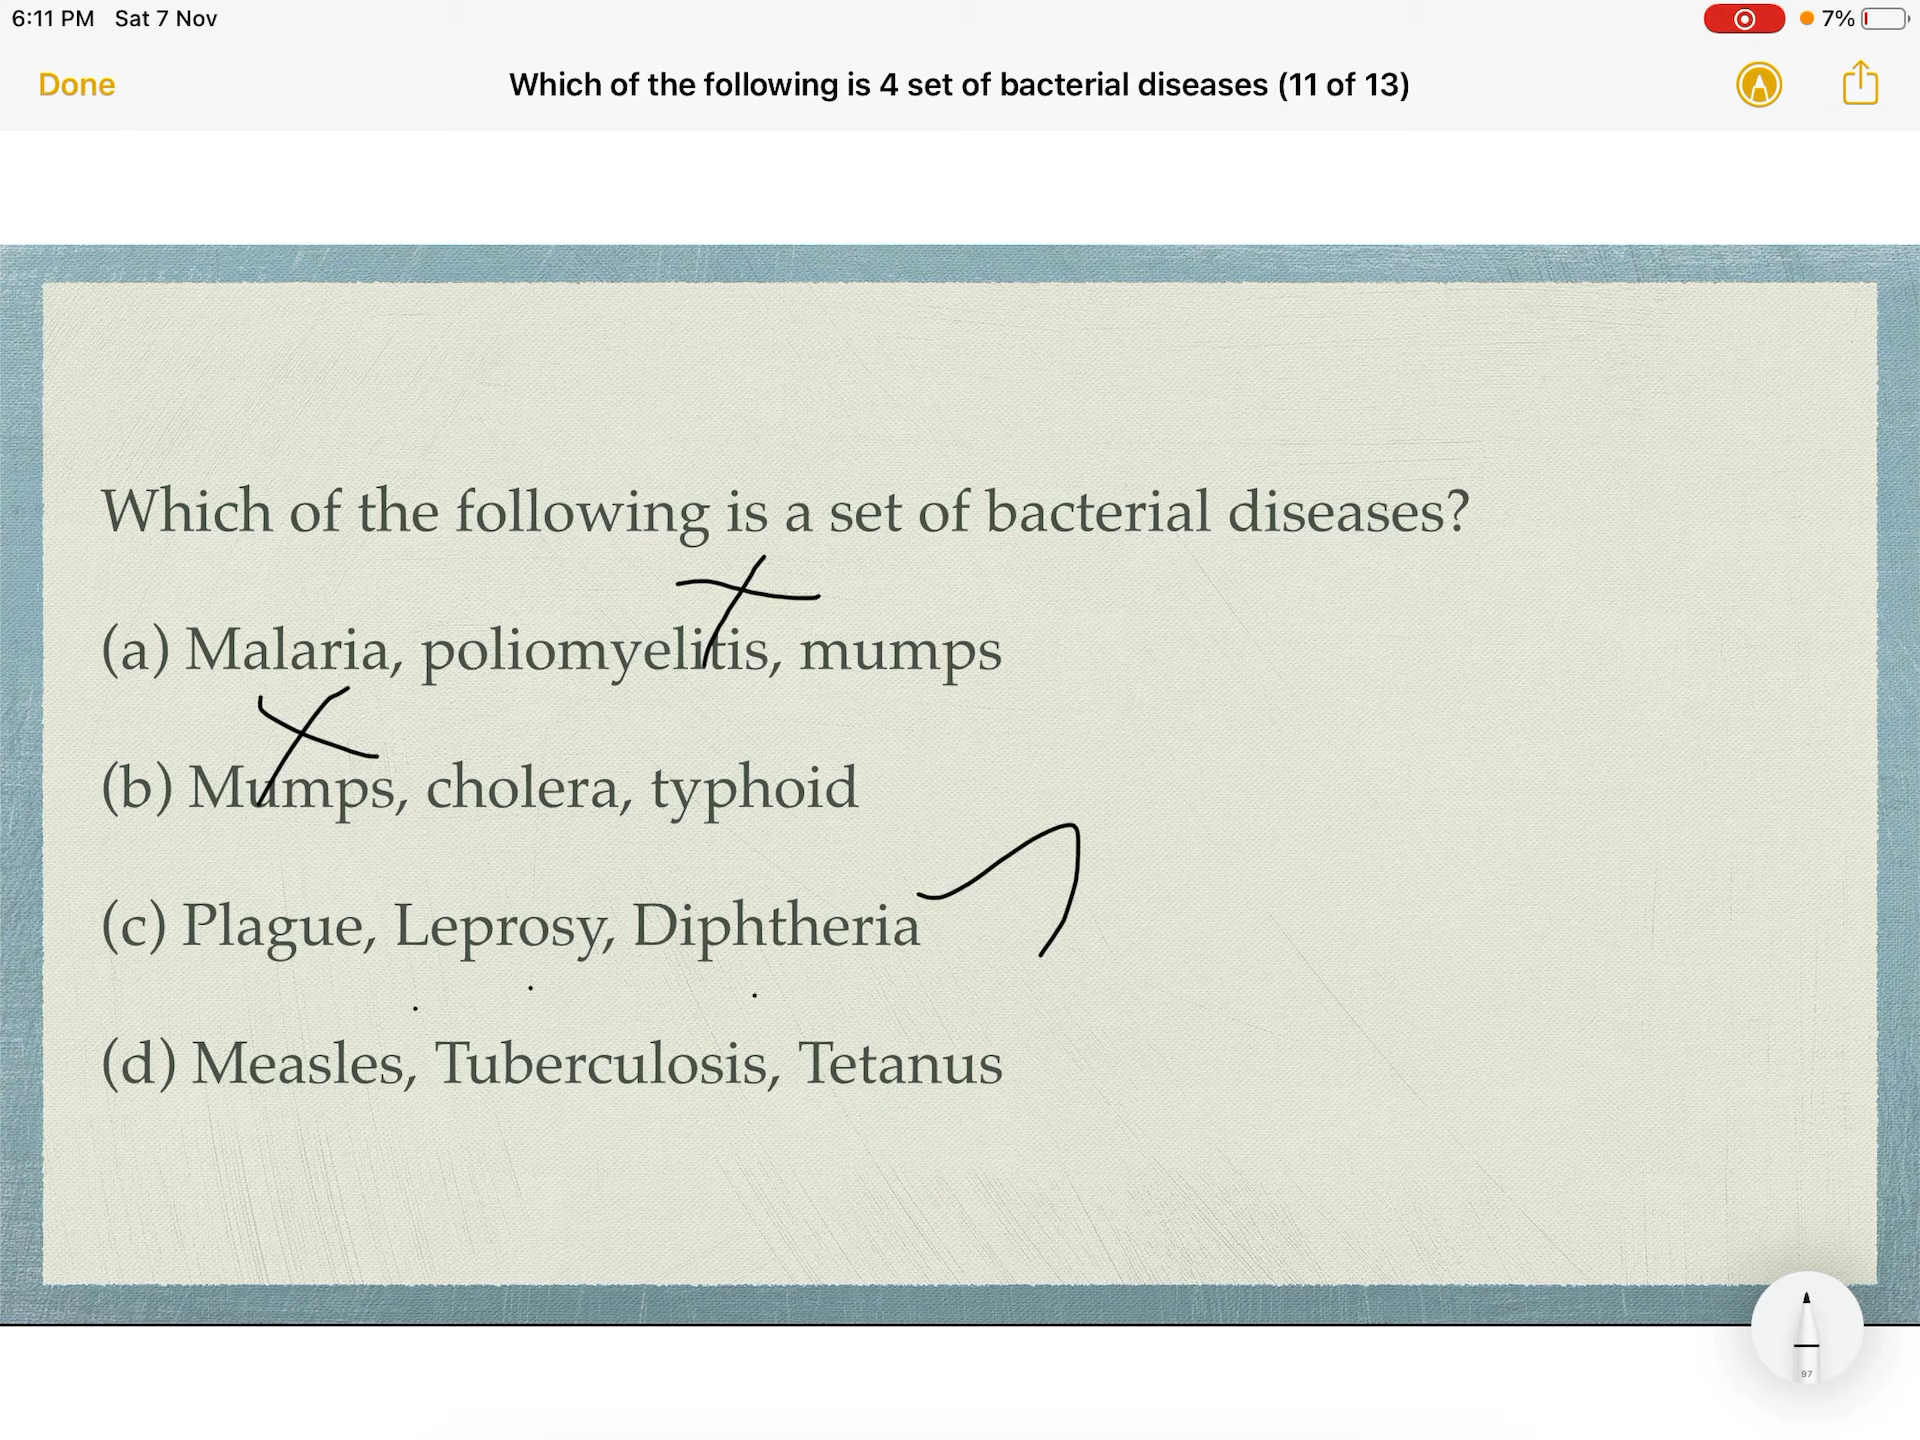 6:11 PM Sat 7 Nov 7%
Done Which of the following is 4 set of bacterial diseases (11 of 13)
Which of the following is a set of bacterial diseases?
(a) Malaria, poliomyelitis, mumps
(b) Mumps, cholera, typhoid
(c) Plague, Leprosy, Diphtheria
(d) Measles, Tuberculosis, Tetanus
97